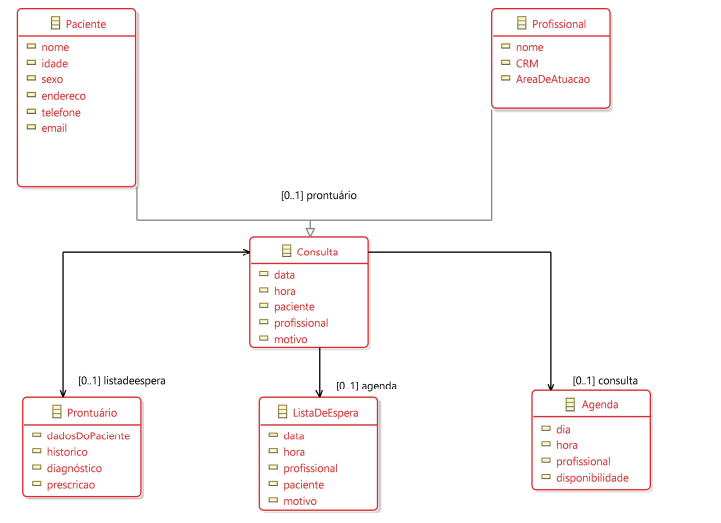 Paciente
nome
idade
sexo
endereco
telefone
email
Profissional
nome
CRM
AreaDeAtuacao
[0..1] prontuário
Consulta
data
hora
paciente
profissional
motivo
[0..1] listadeespera
[0..1] agenda
[0..1] consulta
Prontuário
dadosDoPaciente
historico
diagnóstico
prescricao
ListaDeEspera
data
hora
profissional
paciente
motivo
Agenda
dia
hora
profissional
disponibilidade